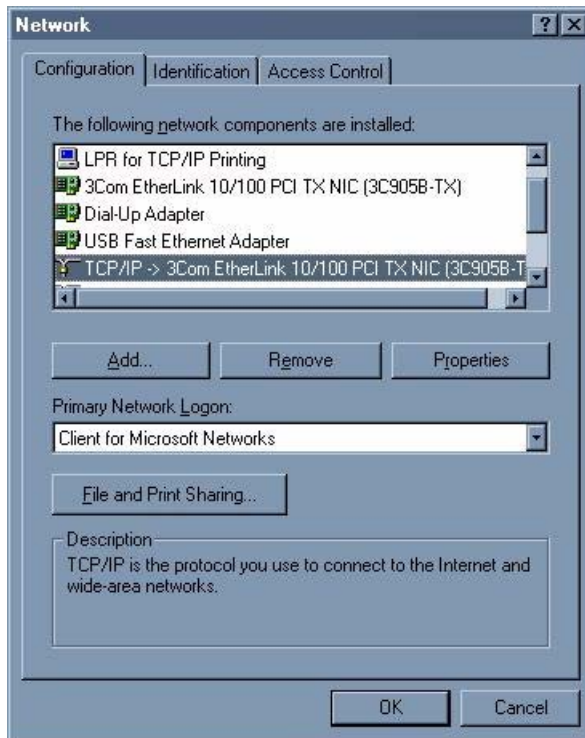 Network
Configuration
Identification
Access Control
The following network components are installed:
LPR for TCP/IP Printing
3Com EtherLink 10/100 PCI TX NIC (3C905B-TX)
Dial-Up Adapter
USB Fast Ethernet Adapter
TCP/IP -> 3Com EtherLink 10/100 PCI TX NIC (3C905B-T
Add...
Remove
Properties
Primary Network Logon:
Client for Microsoft Networks
File and Print Sharing...
Description
TCP/IP is the protocol you use to connect to the Internet and
wide-area networks.
OK
Cancel